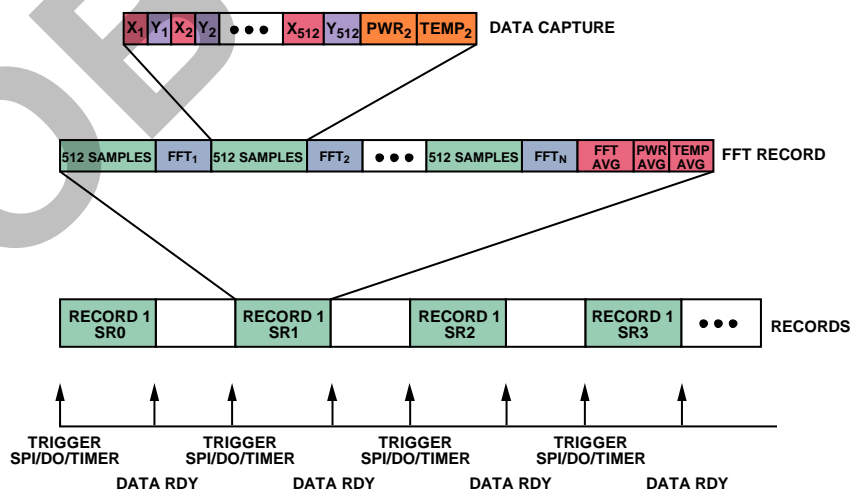 X1 Y1 X2 Y2 ••• X512 Y512 PWR2 TEMP2 DATA CAPTURE
512 SAMPLES FFT1 512 SAMPLES FFT2 ••• 512 SAMPLES FFTN FFT AVG PWR AVG TEMP AVG FFT RECORD
RECORD 1 SR0 RECORD 1 SR1 RECORD 1 SR2 RECORD 1 SR3 ••• RECORDS
TRIGGER TRIGGER TRIGGER TRIGGER
SPI/DO/TIMER SPI/DO/TIMER SPI/DO/TIMER SPI/DO/TIMER
DATA RDY DATA RDY DATA RDY DATA RDY